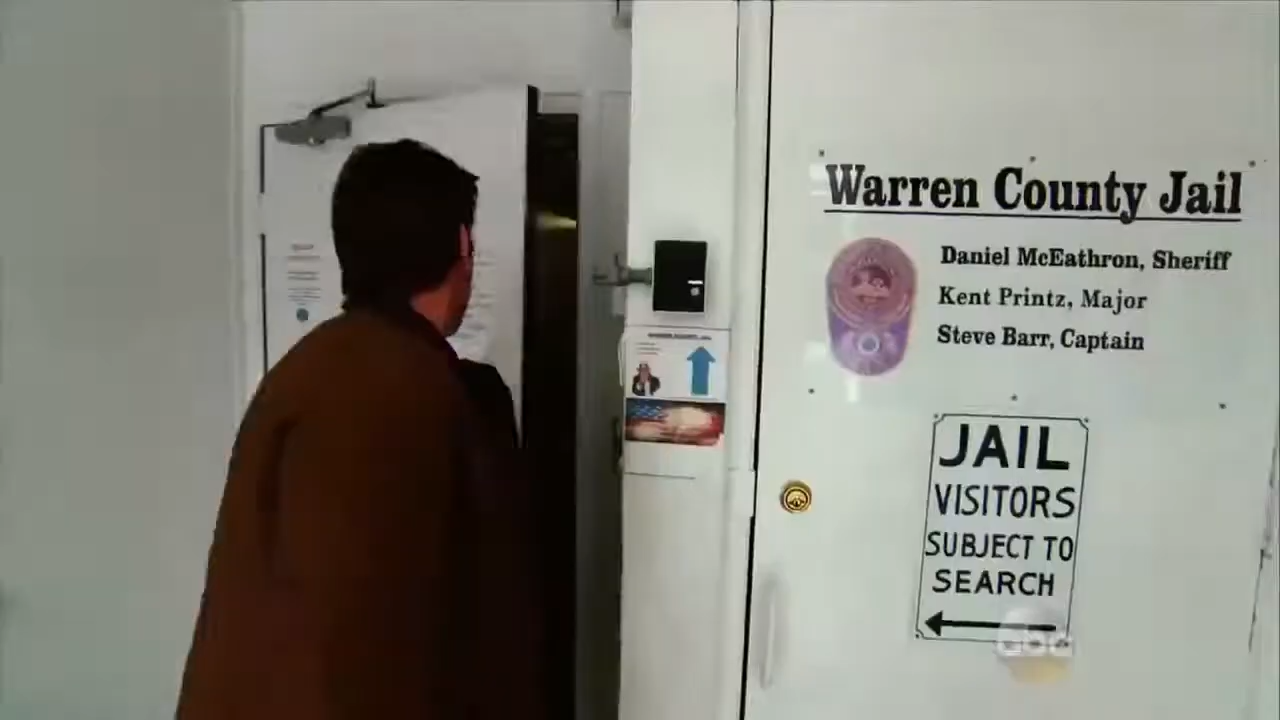 Warren County Jail
Daniel McEathron, Sheriff
Kent Printz, Major
Steve Barr, Captain
JAIL
VISITORS
SUBJECT TO
SEARCH
abc